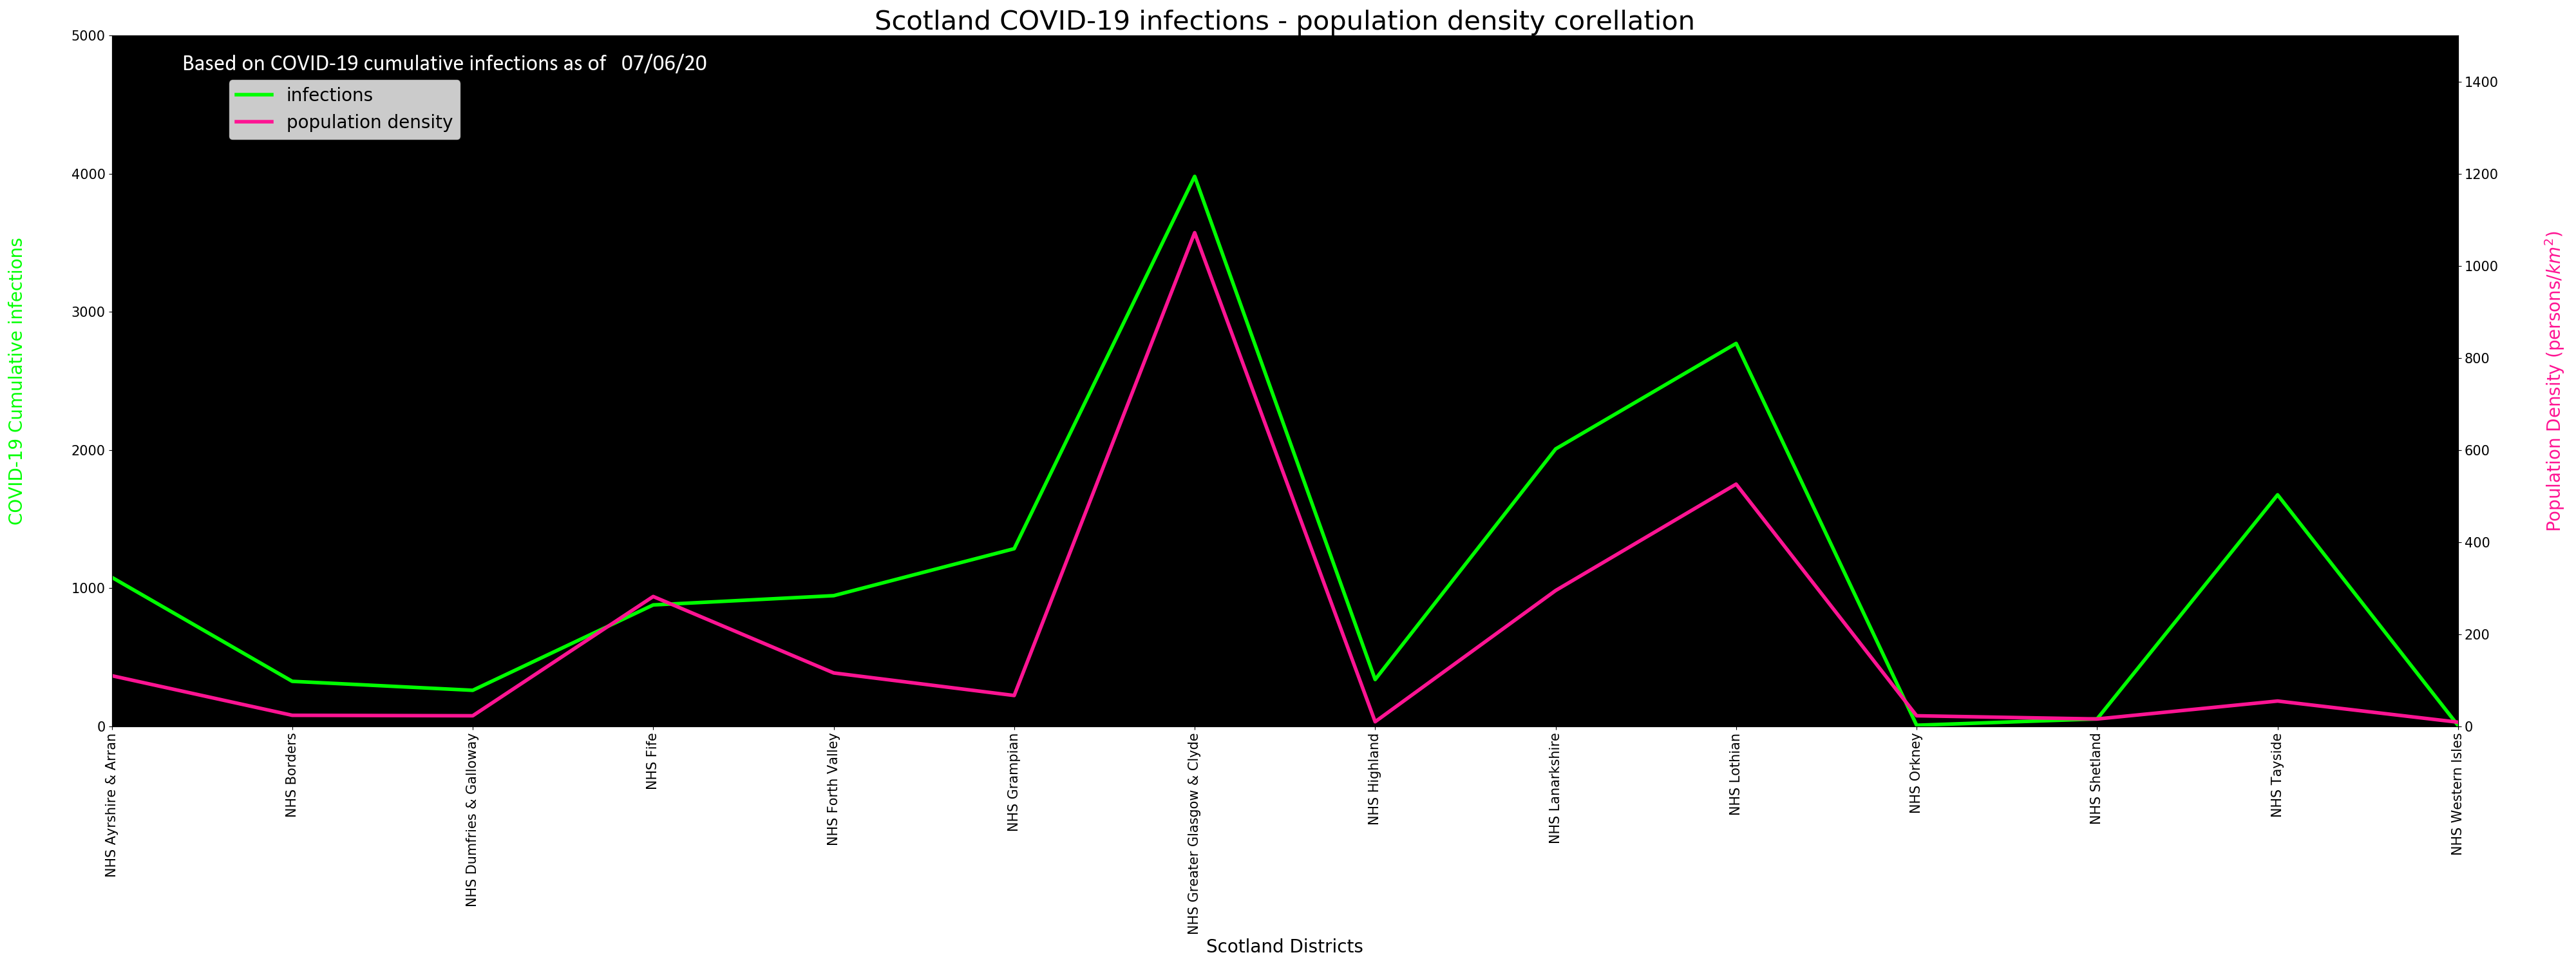 Scotland COVID-19 infections - population density corellation
Based on COVID-19 cumulative infections as of 07/06/20
infections
population density
COVID-19 Cumulative infections
5000
4000
3000
2000
1000
0
1400
1200
1000
800
600
400
200
0
Population Density (persons/km²)
NHS Ayrshire & Arran
NHS Borders
NHS Dumfries & Galloway
NHS Fife
NHS Forth Valley
NHS Grampian
NHS Greater Glasgow & Clyde
NHS Highland
NHS Lanarkshire
NHS Lothian
NHS Orkney
NHS Shetland
NHS Tayside
NHS Western Isles
Scotland Districts